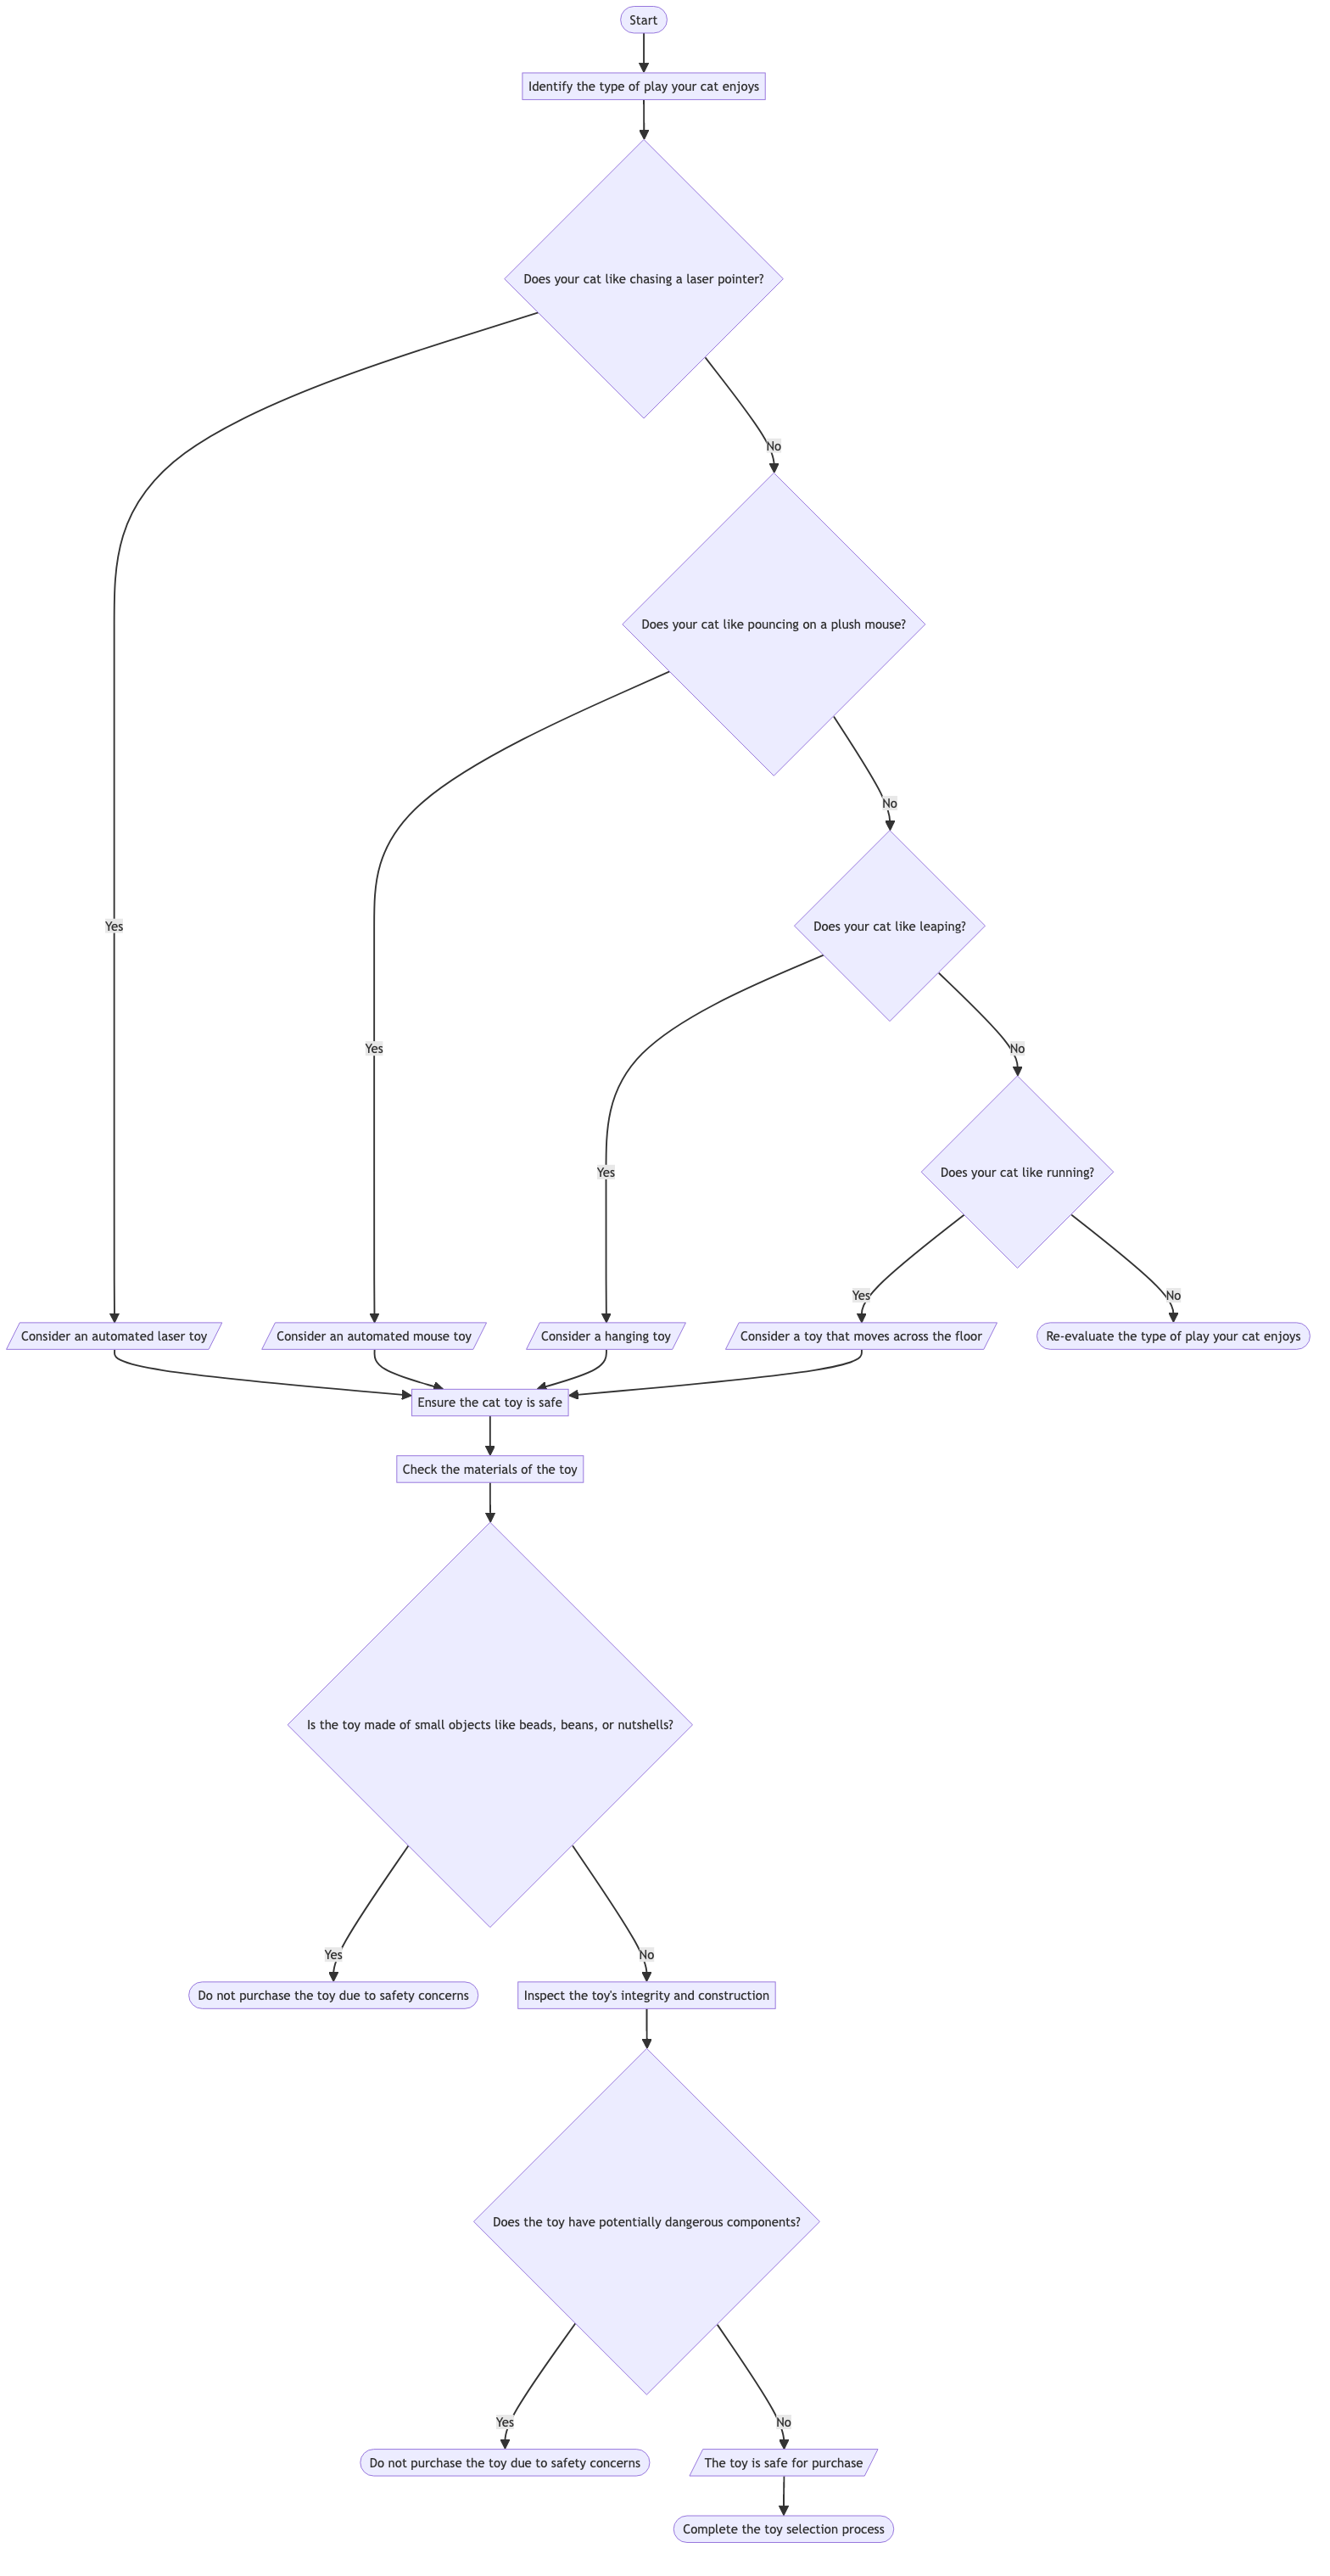 Start
Identify the type of play your cat enjoys
Does your cat like chasing a laser pointer?
No
Does your cat like pouncing on a plush mouse?
No
Yes
Does your cat like leaping?
Yes
No
Yes
Does your cat like running?
Yes
No
Consider an automated laser toy
Consider an automated mouse toy
Consider a hanging toy
Consider a toy that moves across the floor
Re-evaluate the type of play your cat enjoys
Ensure the cat toy is safe
Check the materials of the toy
Is the toy made of small objects like beads, beans, or nutshells?
Yes
No
Do not purchase the toy due to safety concerns
Inspect the toy's integrity and construction
Does the toy have potentially dangerous components?
Yes
No
Do not purchase the toy due to safety concerns
The toy is safe for purchase
Complete the toy selection process